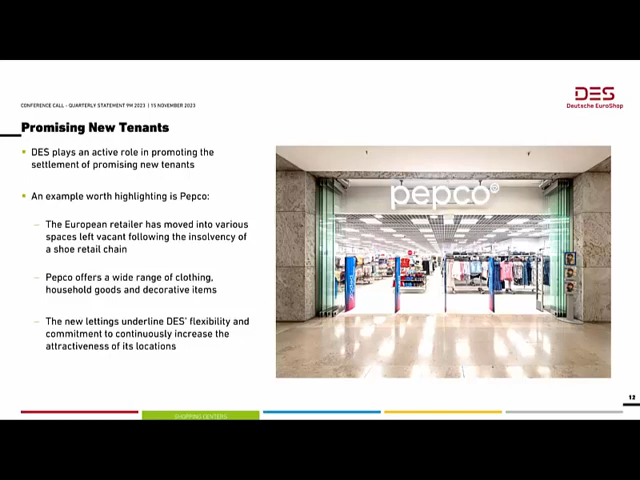 CONFERENCE CALL - QUARTERLY STATEMENT 9M 2023 | 15 NOVEMBER 2023
DES
Deutsche EuroShop
Promising New Tenants
DES plays an active role in promoting the
settlement of promising new tenants
An example worth highlighting is Pepco:
– The European retailer has moved into various
spaces left vacant following the insolvency of
a shoe retail chain
– Pepco offers a wide range of clothing,
household goods and decorative items
– The new lettings underline DES' flexibility and
commitment to continuously increase the
attractiveness of its locations
pepco®
12
SHOPPING CENTERS